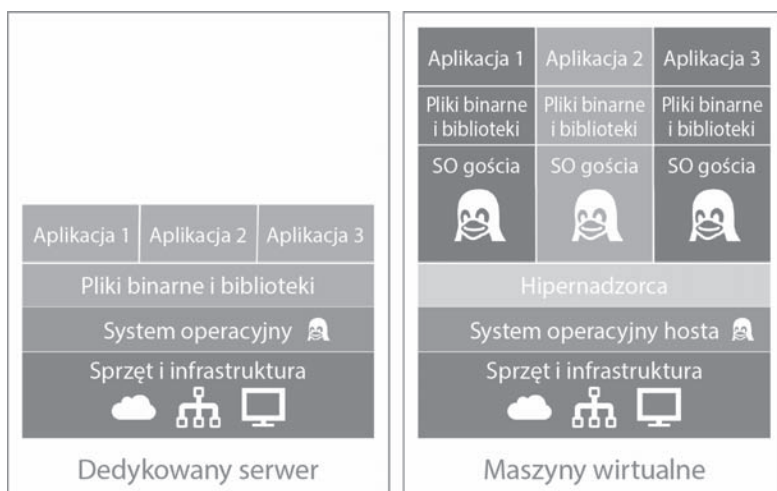 Aplikacja 1 Aplikacja 2 Aplikacja 3
Pliki binarne i biblioteki
System operacyjny
Sprzęt i infrastruktura
Dedykowany serwer
Aplikacja 1 Aplikacja 2 Aplikacja 3
Pliki binarne Pliki binarne Pliki binarne
i biblioteki i biblioteki i biblioteki
SO gościa SO gościa SO gościa
Hipernadzorca
System operacyjny hosta
Sprzęt i infrastruktura
Maszyny wirtualne